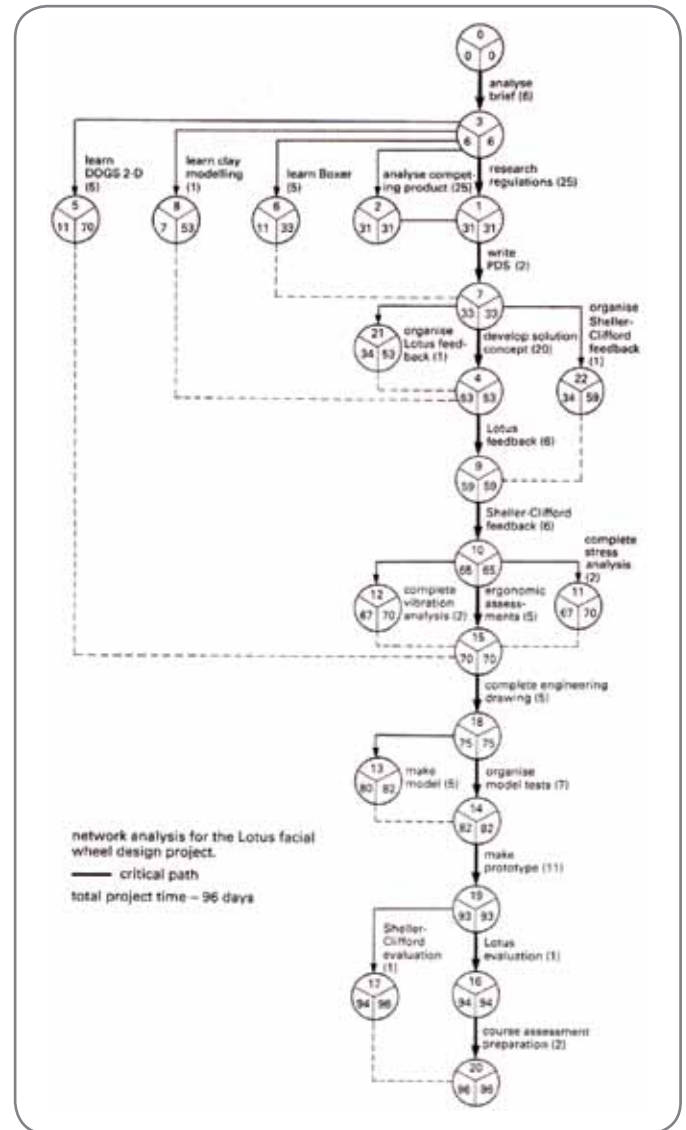 0
0 0
analyse
brief (6)
3
6 6
learn
DOGS 2-D
(5)
learn clay
modelling
(1)
learn Boxer
(5)
analyse compet-
ing product (25)
research
regulations (25)
5
11 70
8
7 53
6
11 33
2
31 31
1
31 31
write
PDS (2)
7
33 33
organise
Lotus feed-
back (1)
develop solution
concept (20)
organise
Sheller-
Clifford
feedback
(1)
21
34 53
4
53 53
22
34 59
Lotus
feedback (6)
9
59 59
Sheller-Clifford
feedback (6)
10
65
complete
stress
analysis
(2)
12
67 70
complete
vibration
analysis (2)
ergonomic
assess-
ments (5)
11
67 70
15
70 70
complete engineering
drawing (5)
18
75 75
13
80 82
make
model (5)
organise
model tests (7)
14
82 82
make
prototype (11)
network analysis for the Lotus facial
wheel design project.
critical path
total project time – 96 days
19
93 93
Sheller-
Clifford
evaluation
(1)
Lotus
evaluation (1)
17
94 96
16
94 94
course assessment
preparation (2)
20
96 96